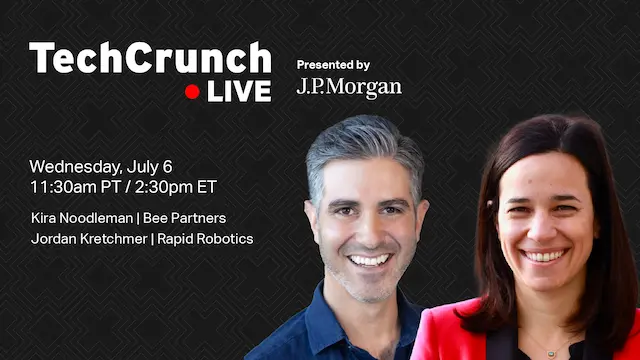 TechCrunch
LIVE
Presented by
J.P.Morgan
Wednesday, July 6
11:30am PT / 2:30pm ET
Kira Noodleman | Bee Partners
Jordan Kretchmer | Rapid Robotics